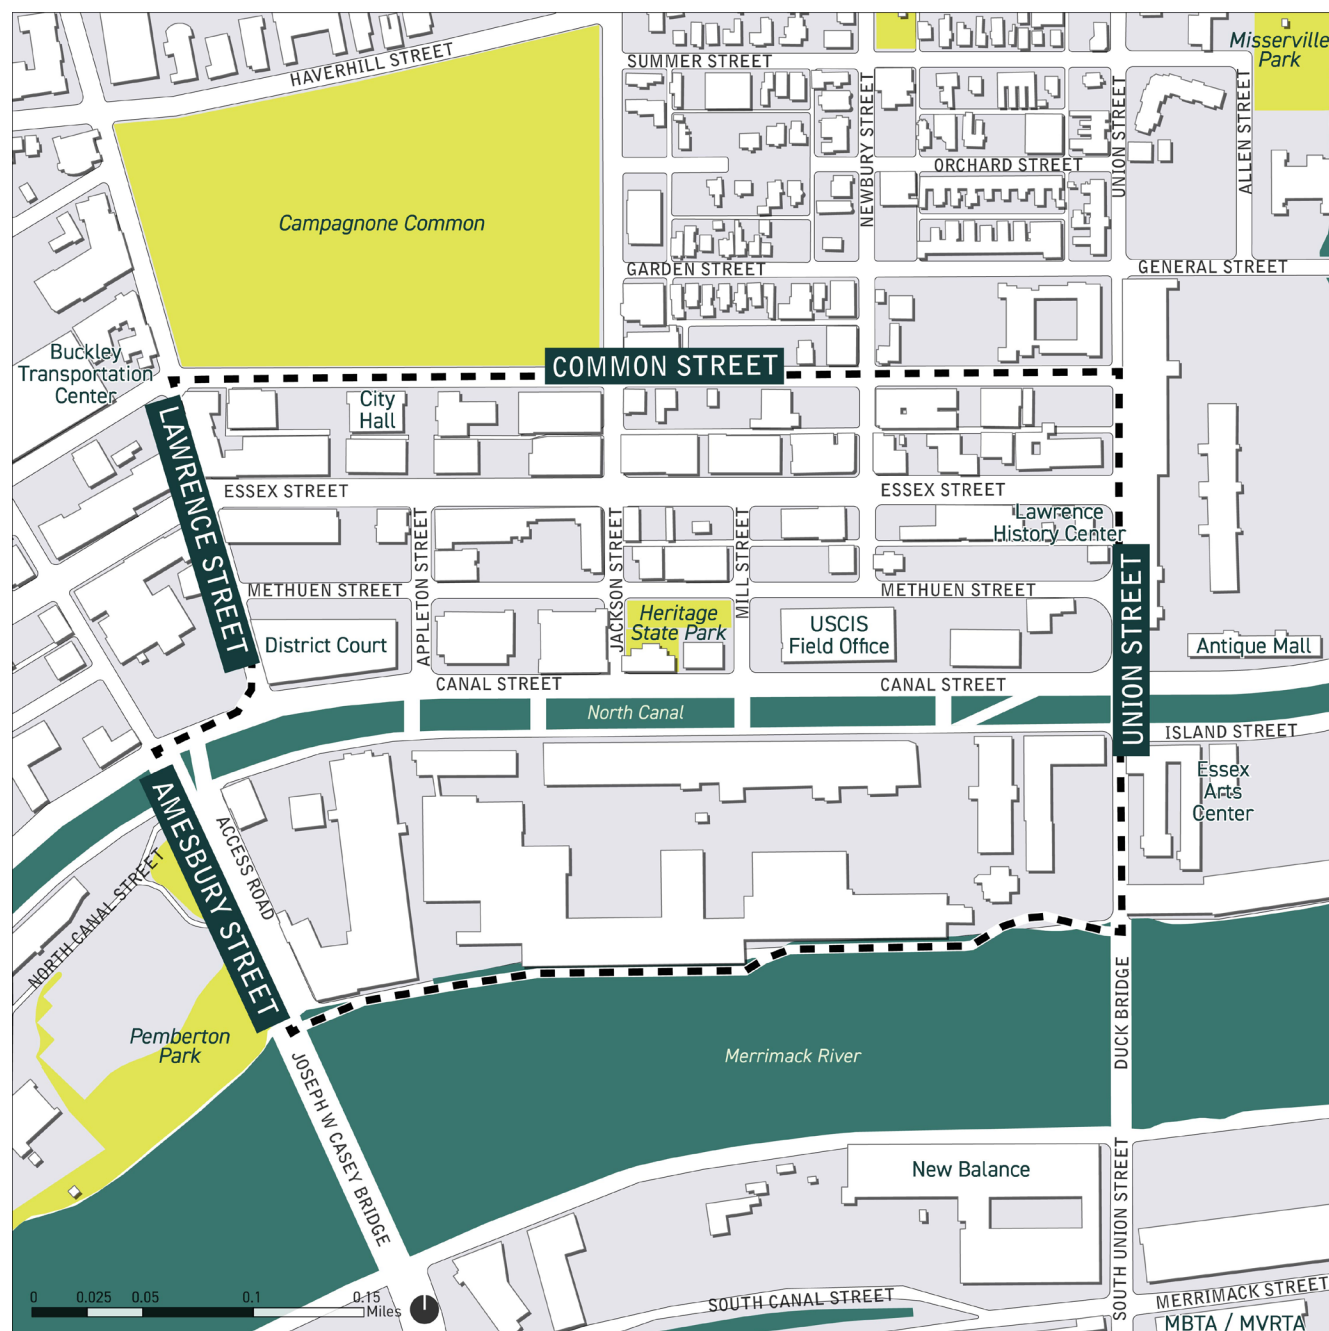 HAVERHILL STREET
SUMMER STREET
Misserville
Park
NEWBURY STREET
UNION STREET
ALLEN STREET
ORCHARD STREET
Campagnone Common
GARDEN STREET
GENERAL STREET
Buckley
Transportation
Center
COMMON STREET
City
Hall
LAWRENCE STREET
ESSEX STREET
ESSEX STREET
Lawrence
History Center
APPLETON STREET
JACKSON STREET
MILL STREET
METHUEN STREET
METHUEN STREET
Heritage
State Park
USCIS
Field Office
District Court
UNION STREET
Antique Mall
CANAL STREET
CANAL STREET
North Canal
ISLAND STREET
Essex
Arts
Center
AMESBURY STREET
ACCESS ROAD
NORTH CANAL STREET
Pemberton
Park
Merrimack River
DUCK BRIDGE
JOSEPH W CASEY BRIDGE
New Balance
SOUTH UNION STREET
SOUTH CANAL STREET
MERRIMACK STREET
MBTA / MVRTA
0 0.025 0.05 0.1 0.15
Miles